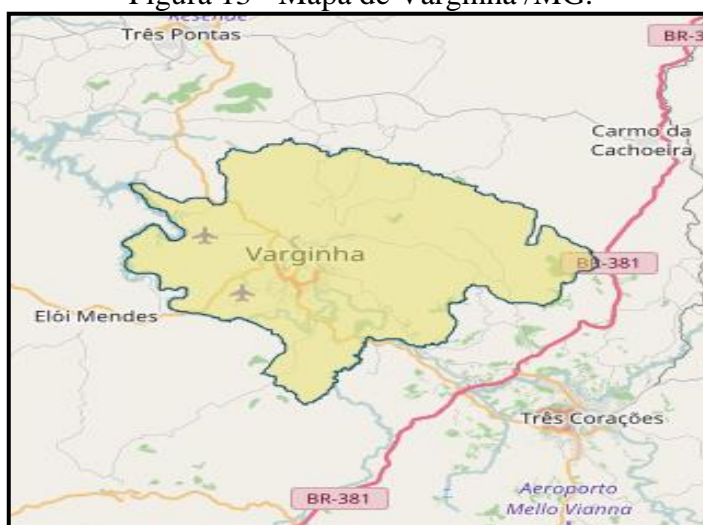 Figura 13 - Mapa de Varginha /MG.
Resende
Três Pontas
BR-3
Carmo da
Cachoeira
Varginha
BR-381
Elói Mendes
Três Corações
BR-381
Aeroporto
Mello Vianna